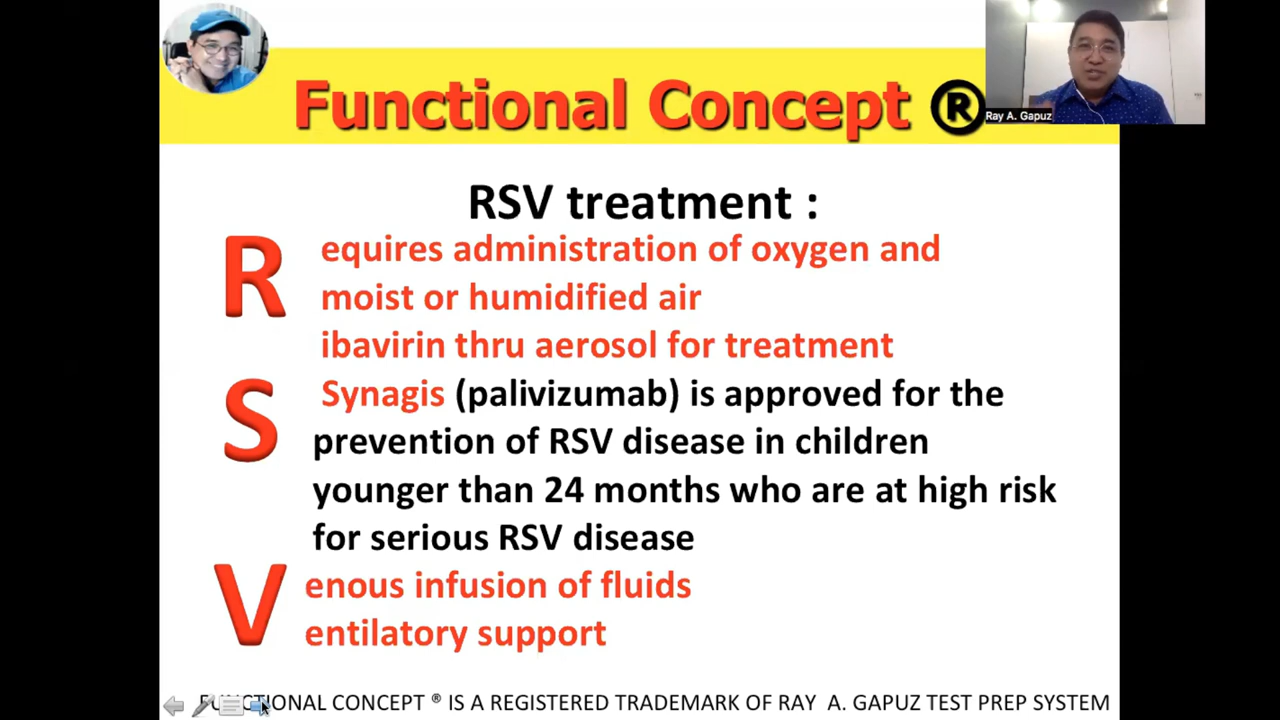 Functional Concept ®
Ray A. Gapuz
RSV treatment :
R equires administration of oxygen and
moist or humidified air
ibavirin thru aerosol for treatment
S Synagis (palivizumab) is approved for the
prevention of RSV disease in children
younger than 24 months who are at high risk
for serious RSV disease
V enous infusion of fluids
entilatory support
FUNCTIONAL CONCEPT ® IS A REGISTERED TRADEMARK OF RAY A. GAPUZ TEST PREP SYSTEM